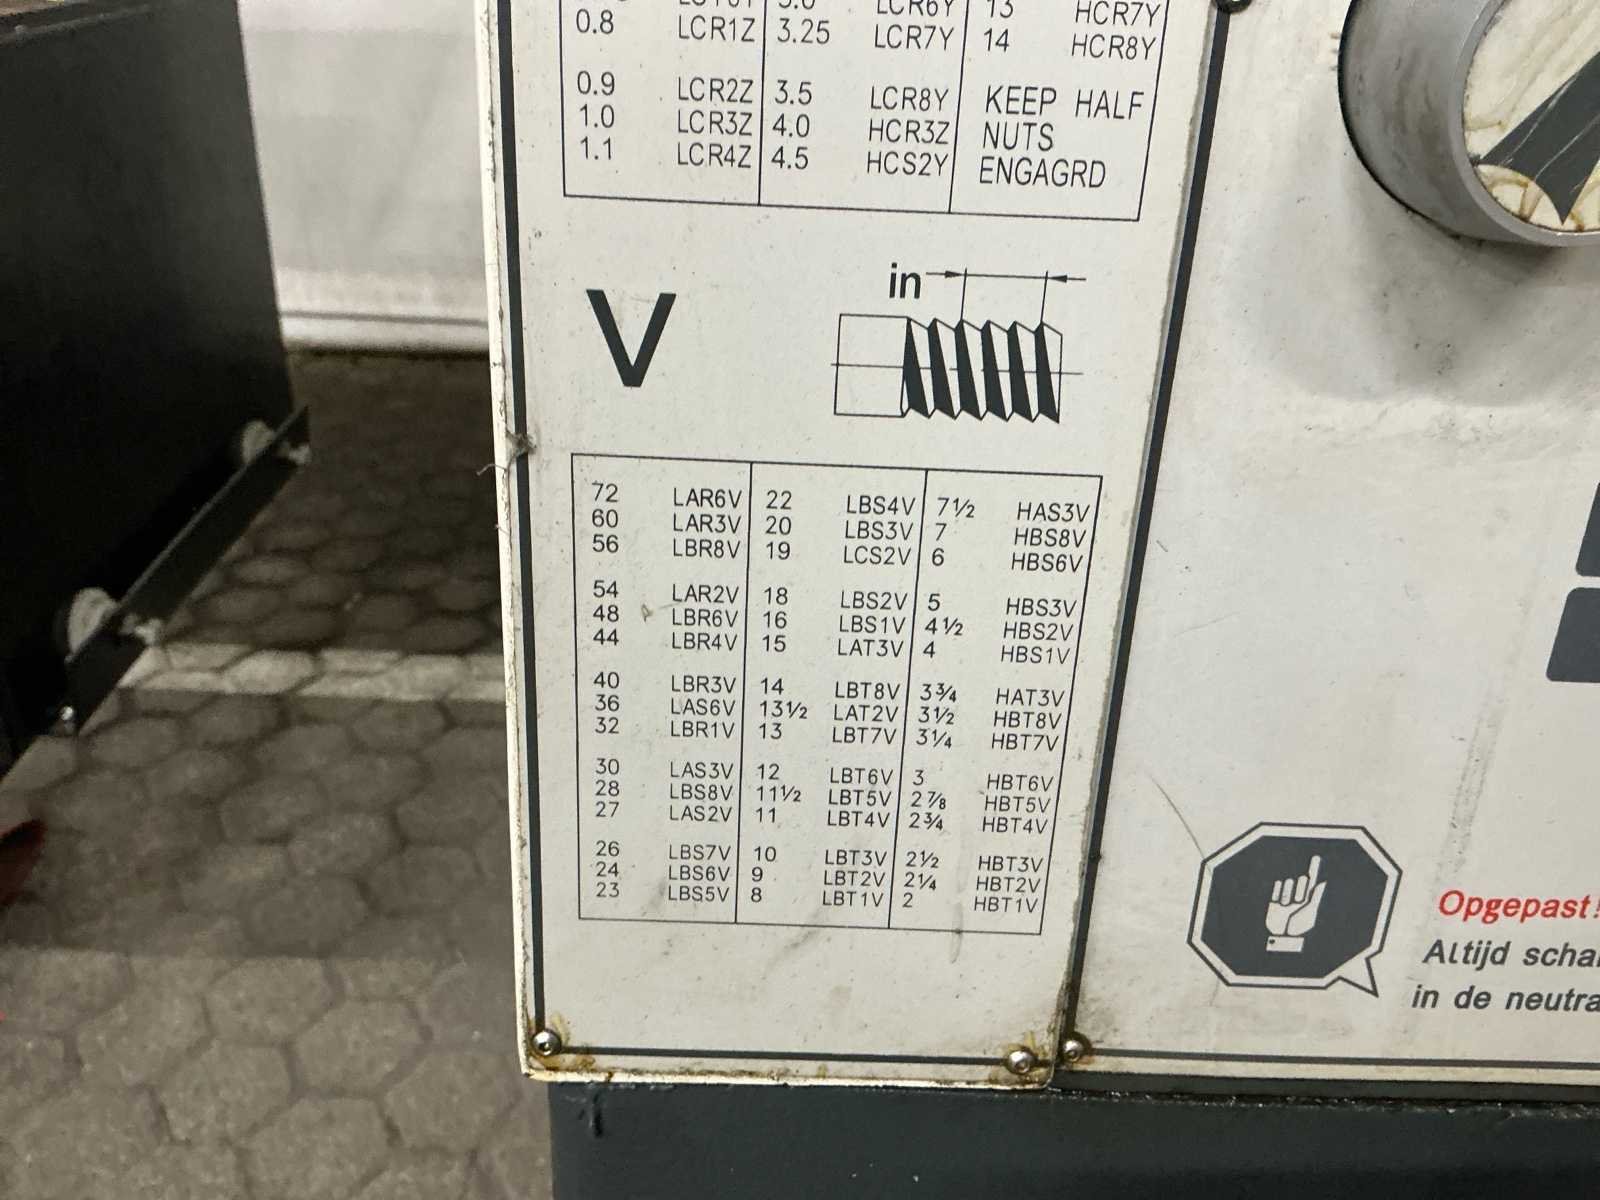 3.0 LCR6Y 13 HCR7Y
0.8 LCR1Z 3.25 LCR7Y 14 HCR8Y
0.9 LCR2Z 3.5 LCR8Y KEEP HALF
1.0 LCR3Z 4.0 HCR3Z NUTS
1.1 LCR4Z 4.5 HCS2Y ENGAGRD
in
V
72 LAR6V 22 LBS4V 7½ HAS3V
60 LAR3V 20 LBS3V 7 HBS8V
56 LBR8V 19 LCS2V 6 HBS6V
54 LAR2V 18 LBS2V 5 HBS3V
48 LBR6V 16 LBS1V 4½ HBS2V
44 LBR4V 15 LAT3V 4 HBS1V
40 LBR3V 14 LBT8V 3¾ HAT3V
36 LAS6V 13½ LAT2V 3½ HBT8V
32 LBR1V 13 LBT7V 3¼ HBT7V
30 LAS3V 12 LBT6V 3 HBT6V
28 LBS8V 11½ LBT5V 2⅞ HBT5V
27 LAS2V 11 LBT4V 2¾ HBT4V
26 LBS7V 10 LBT3V 2½ HBT3V
24 LBS6V 9 LBT2V 2¼ HBT2V
23 LBS5V 8 LBT1V 2 HBT1V
Opgepast!
Altijd scha
in de neutra